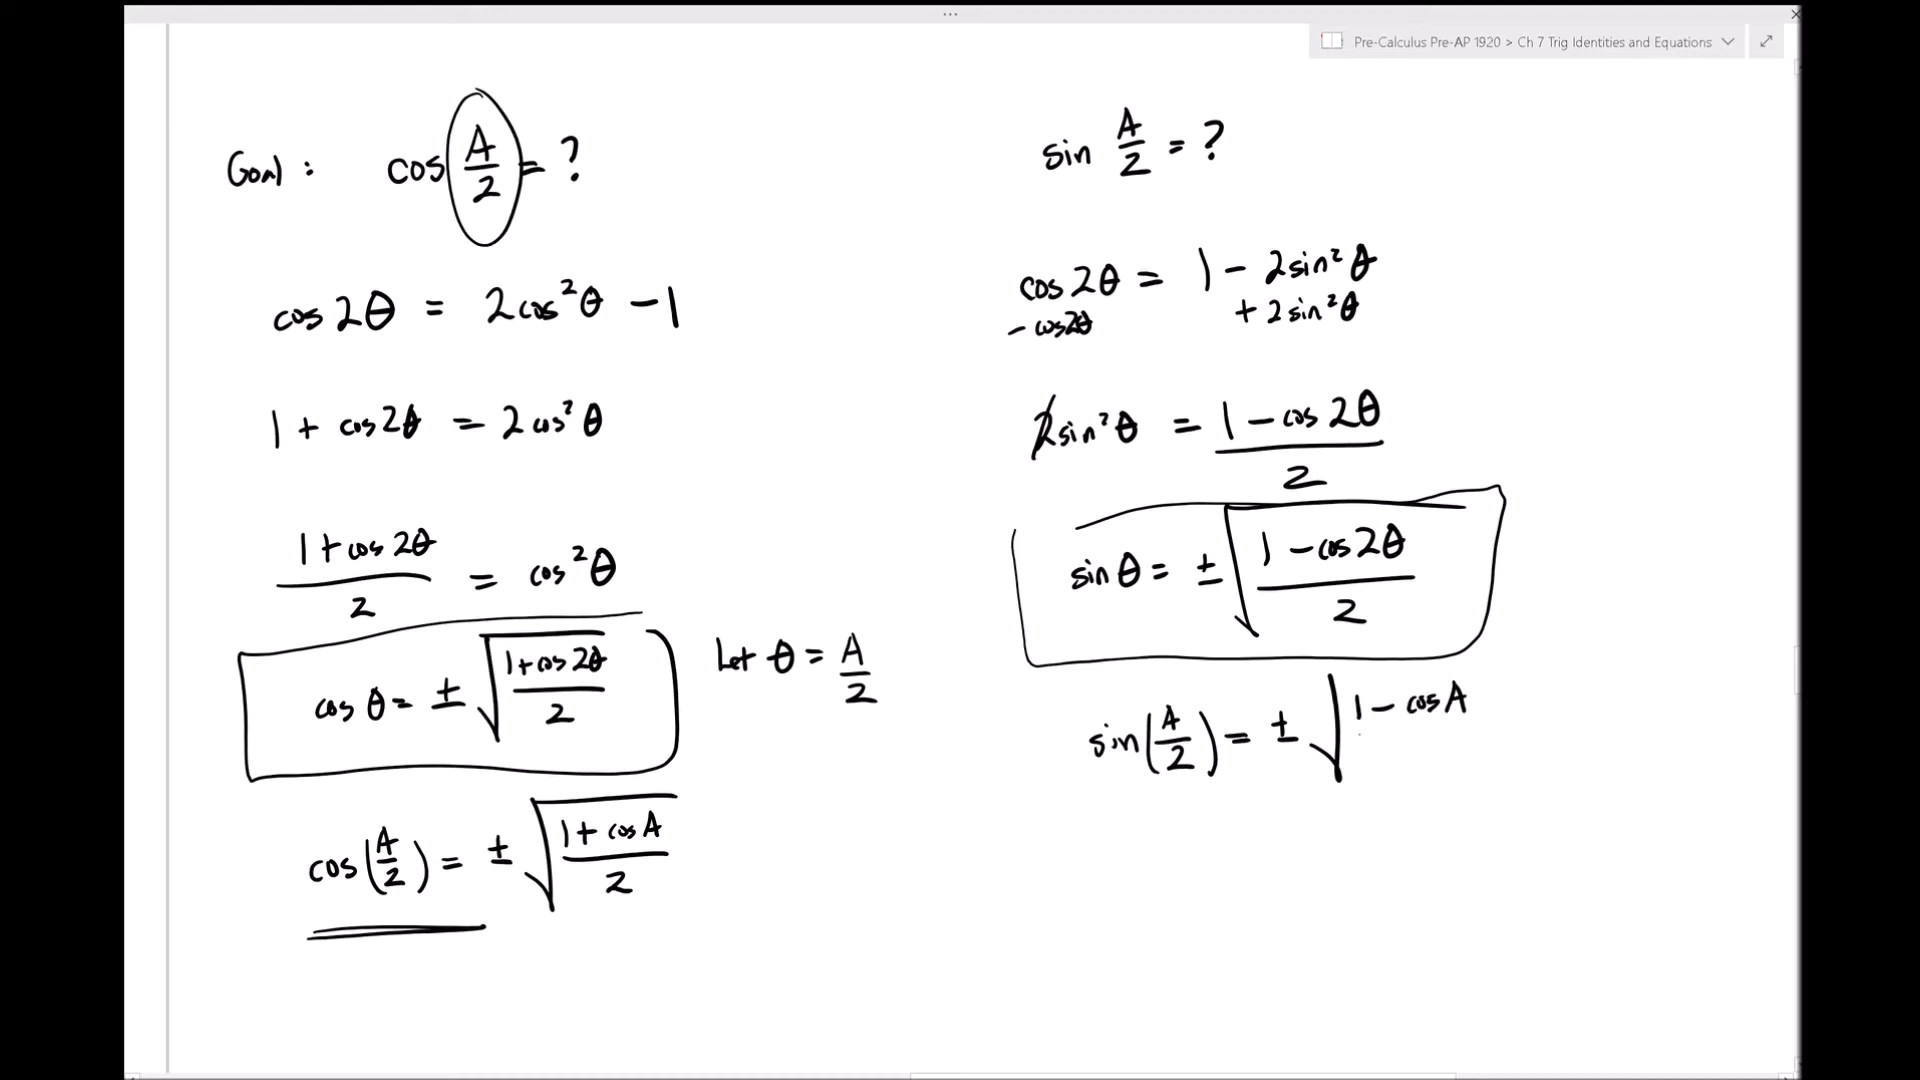 Pre-Calculus Pre-AP 1920 > Ch 7 Trig Identities and Equations
Goal : cos A/2 = ?
cos 2θ = 2cos²θ − 1
1 + cos2θ = 2cos²θ
1 + cos 2θ / 2 = cos²θ
cos θ = ± √(1+cos 2θ / 2)
Let θ = A/2
cos(A/2) = ± √(1 + cos A / 2)
sin A/2 = ?
cos 2θ = 1 − 2sin²θ
− cos2θ + 2sin²θ
2sin²θ = 1 − cos 2θ / 2
sin θ = ± √(1 − cos 2θ / 2)
sin(A/2) = ± √1 − cos A